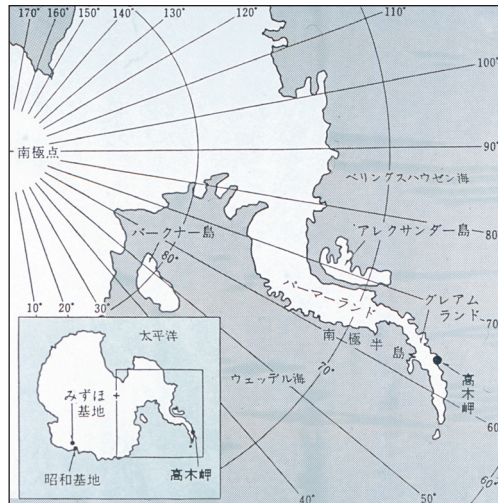 170°
160°
150°
140°
130°
120°
110°
100°
南極点
90°
ベリングスハウゼン海
バークナー島
アレクサンダー島
80°
80°
パーマーランド
グレアム
ランド
70°
南極半島
10°
20°
30°
70°
太平洋
高木岬
ウェッデル海
みずほ
基地
高木岬
昭和基地
40°
50°
60°
60°